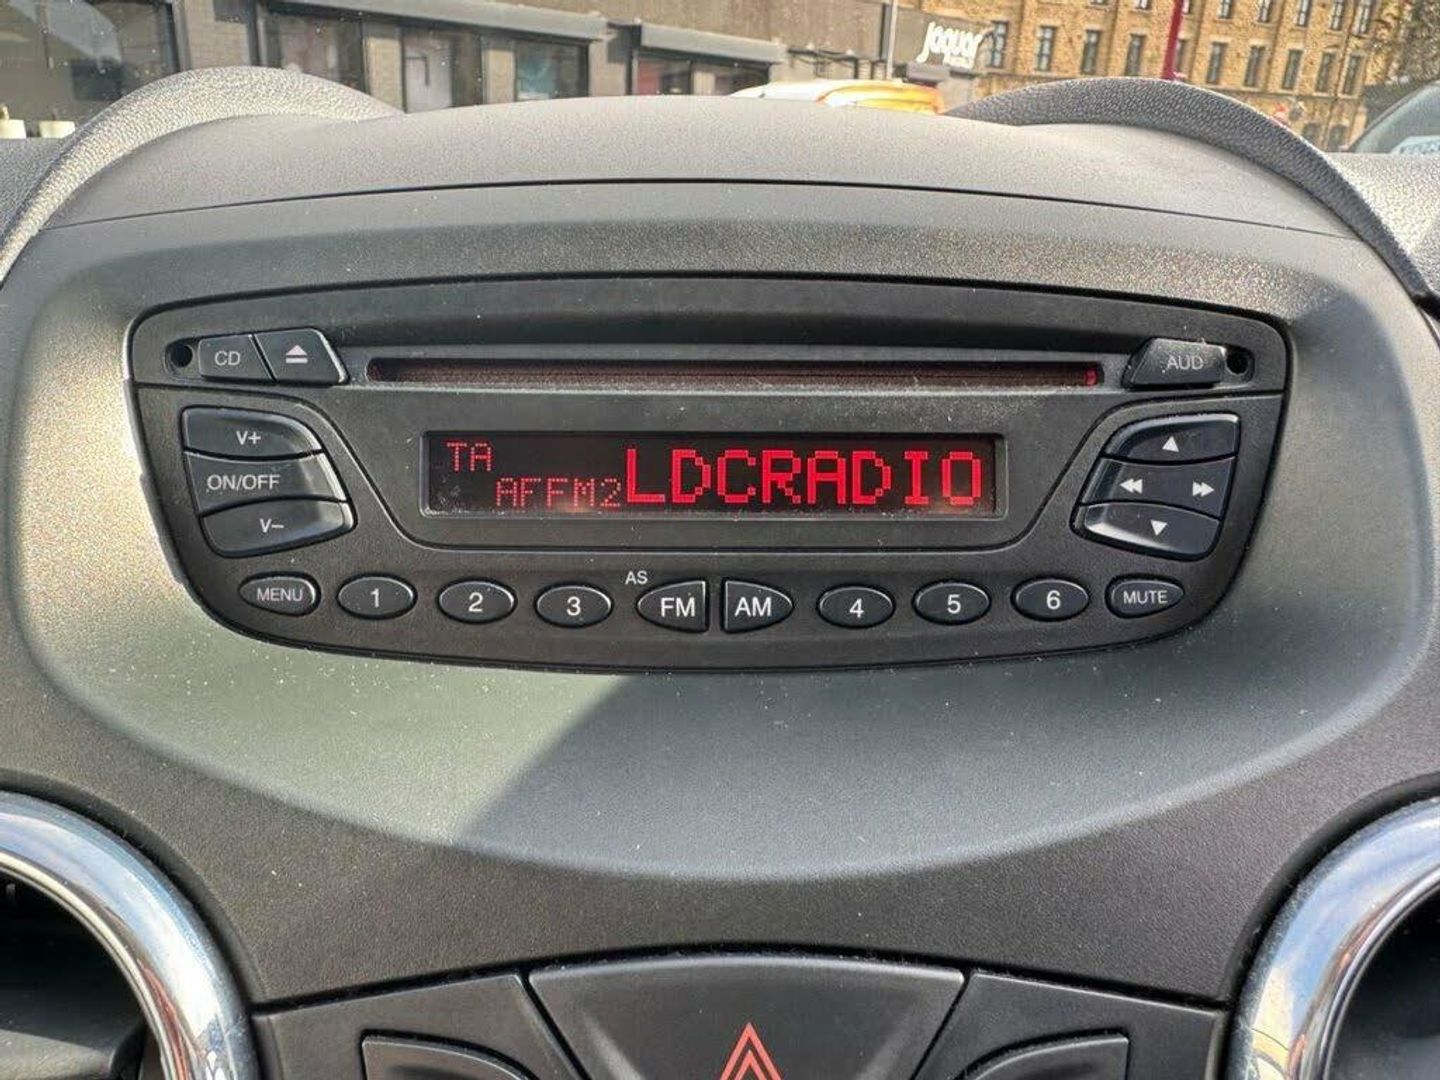 jaguar
CD
AUD
V+
ON/OFF
V–
TA
AFFM2 LDCRADIO
MENU
1
2
3
AS
FM
AM
4
5
6
MUTE